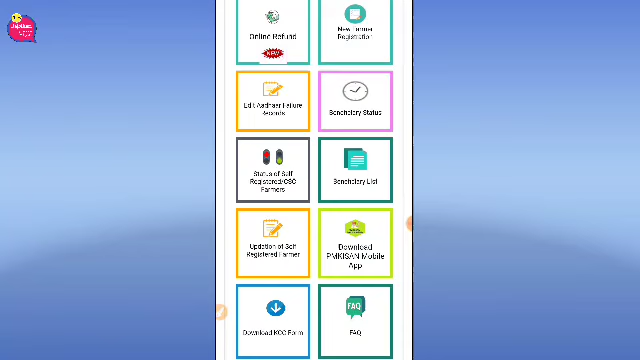 Online Refund
NEW
New Farmer
Registration
Edit Aadhaar Failure
Records
Beneficiary Status
Status of Self
Registered/CSC
Farmers
Beneficiary List
Updation of Self
Registered Farmer
Download
PMKISAN Mobile
App
Download KCC Form
FAQ
FAQ